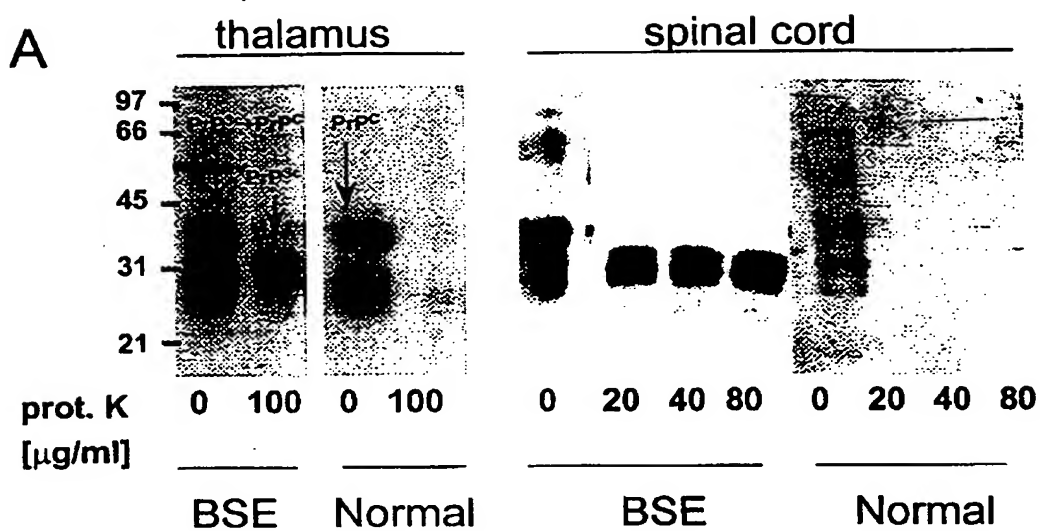 A
thalamus
spinal cord
97
66
45
31
21
PrPSc+PrPC
PrPC
PrPSc
prot. K
[µg/ml]
0 100 0 100 0 20 40 80 0 20 40 80
BSE Normal BSE Normal